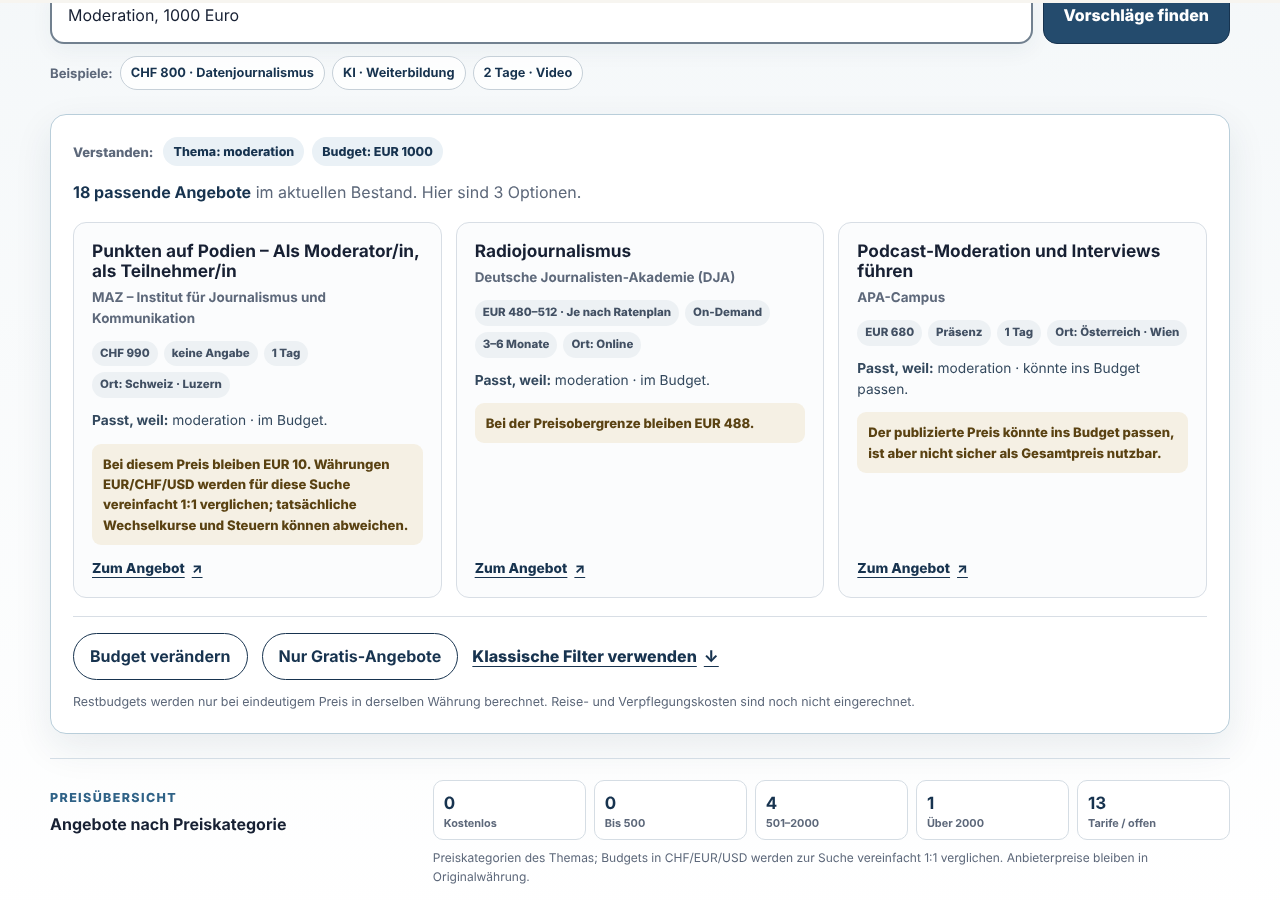 Moderation, 1000 Euro
Vorschläge finden
Beispiele:
CHF 800 · Datenjournalismus
KI · Weiterbildung
2 Tage · Video
Verstanden:
Thema: moderation
Budget: EUR 1000
18 passende Angebote im aktuellen Bestand. Hier sind 3 Optionen.
Punkten auf Podien – Als Moderator/in,
als Teilnehmer/in
MAZ – Institut für Journalismus und
Kommunikation
CHF 990
keine Angabe
1 Tag
Ort: Schweiz · Luzern
Passt, weil: moderation · im Budget.
Bei diesem Preis bleiben EUR 10. Währungen
EUR/CHF/USD werden für diese Suche
vereinfacht 1:1 verglichen; tatsächliche
Wechselkurse und Steuern können abweichen.
Zum Angebot ↗
Radiojournalismus
Deutsche Journalisten-Akademie (DJA)
EUR 480–512 · Je nach Ratenplan
On-Demand
3–6 Monate
Ort: Online
Passt, weil: moderation · im Budget.
Bei der Preisobergrenze bleiben EUR 488.
Zum Angebot ↗
Podcast-Moderation und Interviews
führen
APA-Campus
EUR 680
Präsenz
1 Tag
Ort: Österreich · Wien
Passt, weil: moderation · könnte ins Budget
passen.
Der publizierte Preis könnte ins Budget passen,
ist aber nicht sicher als Gesamtpreis nutzbar.
Zum Angebot ↗
Budget verändern
Nur Gratis-Angebote
Klassische Filter verwenden ↓
Restbudgets werden nur bei eindeutigem Preis in derselben Währung berechnet. Reise- und Verpflegungskosten sind noch nicht eingerechnet.
PREISÜBERSICHT
Angebote nach Preiskategorie
0
Kostenlos
0
Bis 500
4
501–2000
1
Über 2000
13
Tarife / offen
Preiskategorien des Themas; Budgets in CHF/EUR/USD werden zur Suche vereinfacht 1:1 verglichen. Anbieterpreise bleiben in
Originalwährung.